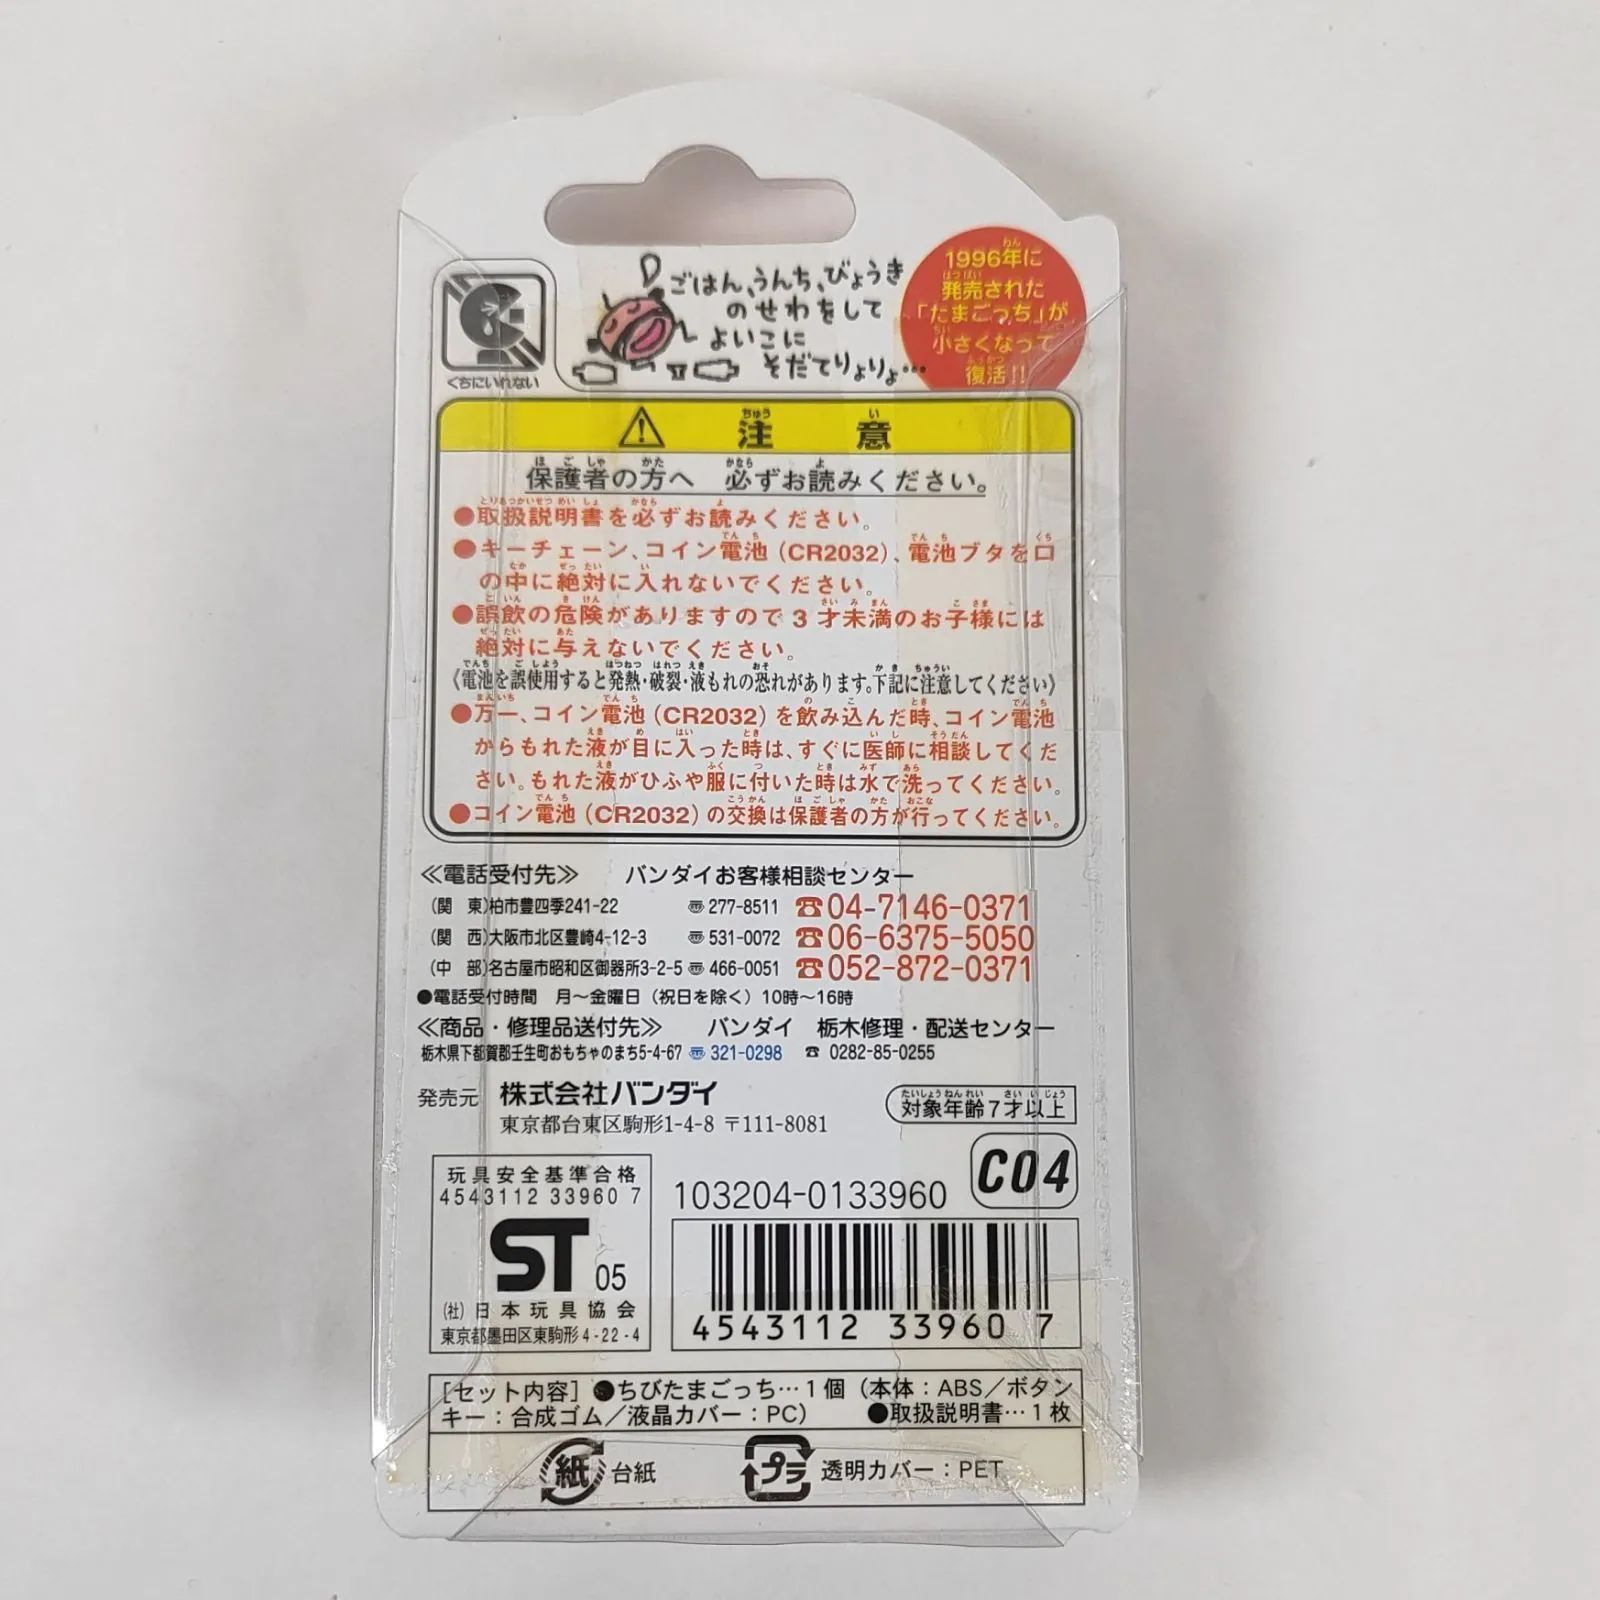 ごはん、うんち、びょうき
のせわをして
よいこに
そだてりょりょ…
1996年に
発売された
「たまごっち」が
小さくなって
復活!!
くちにいれない
注意
保護者の方へ 必ずお読みください。
●取扱説明書を必ずお読みください。
●キーチェーン、コイン電池(CR2032)、電池ブタを口
の中に絶対に入れないでください。
●誤飲の危険がありますので3才未満のお子様には
絶対に与えないでください。
《電池を誤使用すると発熱・破裂・液もれの恐れがあります。下記に注意してください》
●万一、コイン電池(CR2032)を飲み込んだ時、コイン電池
からもれた液が目に入った時は、すぐに医師に相談してくだ
さい。もれた液がひふや服に付いた時は水で洗ってください。
●コイン電池(CR2032)の交換は保護者の方が行ってください。
≪電話受付先≫ バンダイお客様相談センター
(関 東)柏市豊四季241-22 〠277-8511 ☎04-7146-0371
(関 西)大阪市北区豊崎4-12-3 〠531-0072 ☎06-6375-5050
(中 部)名古屋市昭和区御器所3-2-5 〠466-0051 ☎052-872-0371
●電話受付時間 月〜金曜日(祝日を除く)10時〜16時
≪商品・修理品送付先≫ バンダイ 栃木修理・配送センター
栃木県下都賀郡壬生町おもちゃのまち5-4-67 〠321-0298 ☎ 0282-85-0255
発売元 株式会社バンダイ
東京都台東区駒形1-4-8 〒111-8081
対象年齢7才以上
C04
玩具安全基準合格
4543112 33960 7
ST 05
(社)日本玩具協会
東京都墨田区東駒形4-22-4
103204-0133960
4543112 33960 7
[セット内容]●ちびたまごっち…1個(本体:ABS/ボタン
キー:合成ゴム/液晶カバー:PC) ●取扱説明書…1枚
紙 台紙
プラ 透明カバー:PET